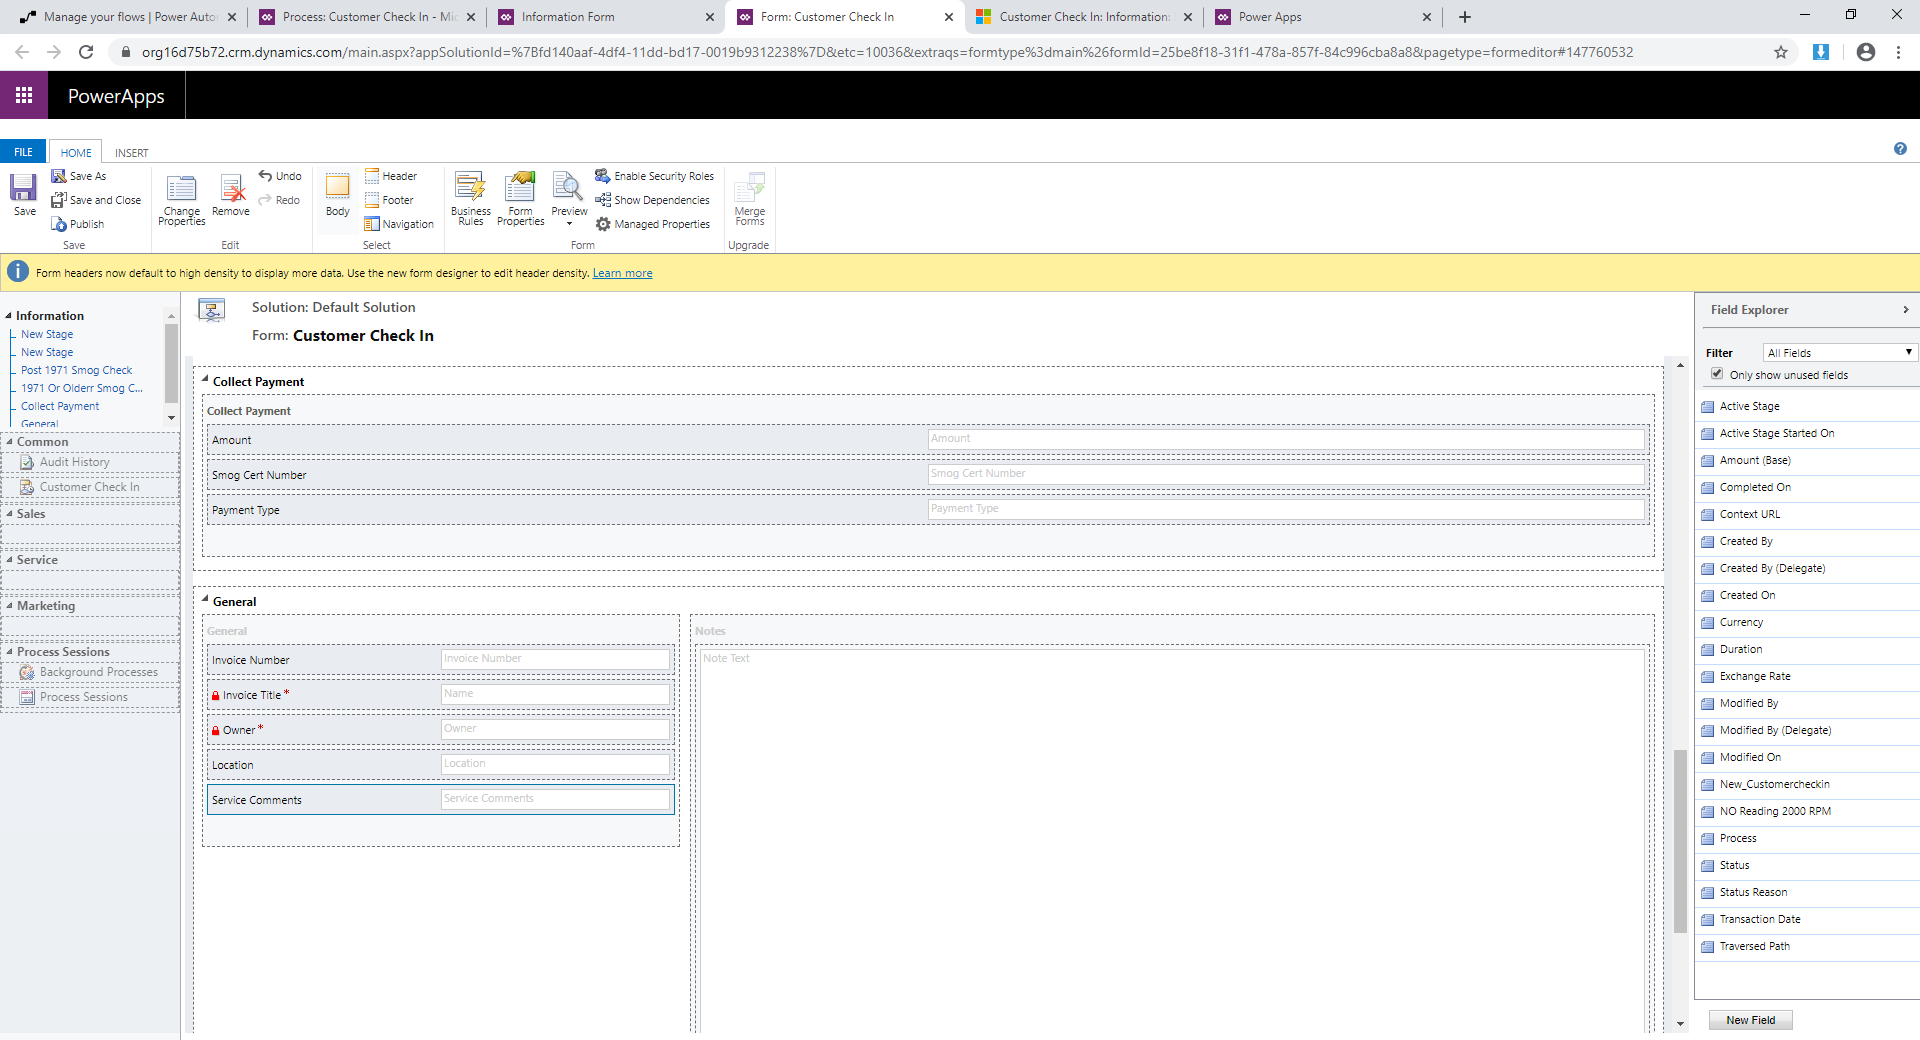 Manage your flows | Power Auto
Process: Customer Check In - Mic
Information Form
Form: Customer Check In
Customer Check In: Information:
Power Apps
org16d75b72.crm.dynamics.com/main.aspx?appSolutionId=%7Bfd140aaf-4df4-11dd-bd17-0019b9312238%7D&etc=10036&extraqs=formtype%3dmain%26formId=25be8f18-31f1-478a-857f-84c996cba8a8&pagetype=formeditor#147760532
PowerApps
FILE
HOME
INSERT
Save
Save As
Save and Close
Publish
Save
Change Properties
Remove
Undo
Redo
Edit
Body
Header
Footer
Navigation
Select
Business Rules
Form Properties
Preview
Enable Security Roles
Show Dependencies
Managed Properties
Form
Merge Forms
Upgrade
Form headers now default to high density to display more data. Use the new form designer to edit header density. Learn more
Information
New Stage
New Stage
Post 1971 Smog Check
1971 Or Olderr Smog C...
Collect Payment
General
Common
Audit History
Customer Check In
Sales
Service
Marketing
Process Sessions
Background Processes
Process Sessions
Solution: Default Solution
Form: Customer Check In
Collect Payment
Collect Payment
Amount
Amount
Smog Cert Number
Smog Cert Number
Payment Type
Payment Type
General
General
Invoice Number
Invoice Number
Invoice Title *
Name
Owner *
Owner
Location
Location
Service Comments
Service Comments
Notes
Note Text
Field Explorer
Filter
All Fields
Only show unused fields
Active Stage
Active Stage Started On
Amount (Base)
Completed On
Context URL
Created By
Created By (Delegate)
Created On
Currency
Duration
Exchange Rate
Modified By
Modified By (Delegate)
Modified On
New_Customercheckin
NO Reading 2000 RPM
Process
Status
Status Reason
Transaction Date
Traversed Path
New Field